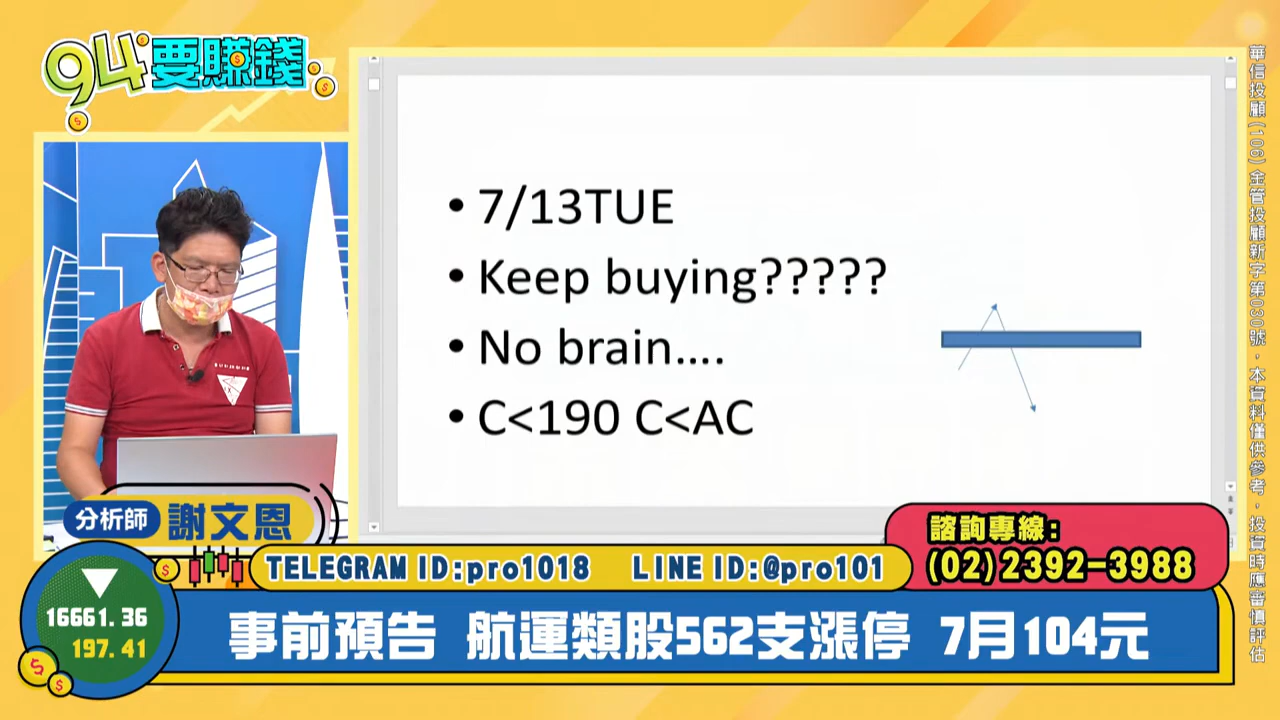 94要賺錢
• 7/13TUE
• Keep buying?????
• No brain....
• C<190 C<AC
華信投顧(106)金管投顧新字第030號，本資料僅供參考，投資時應審慎評估
分析師 謝文恩
諮詢專線:
(02)2392-3988
TELEGRAM ID:pro1018 LINE ID:@pro101
16661.36
197.41
事前預告 航運類股562支漲停 7月104元